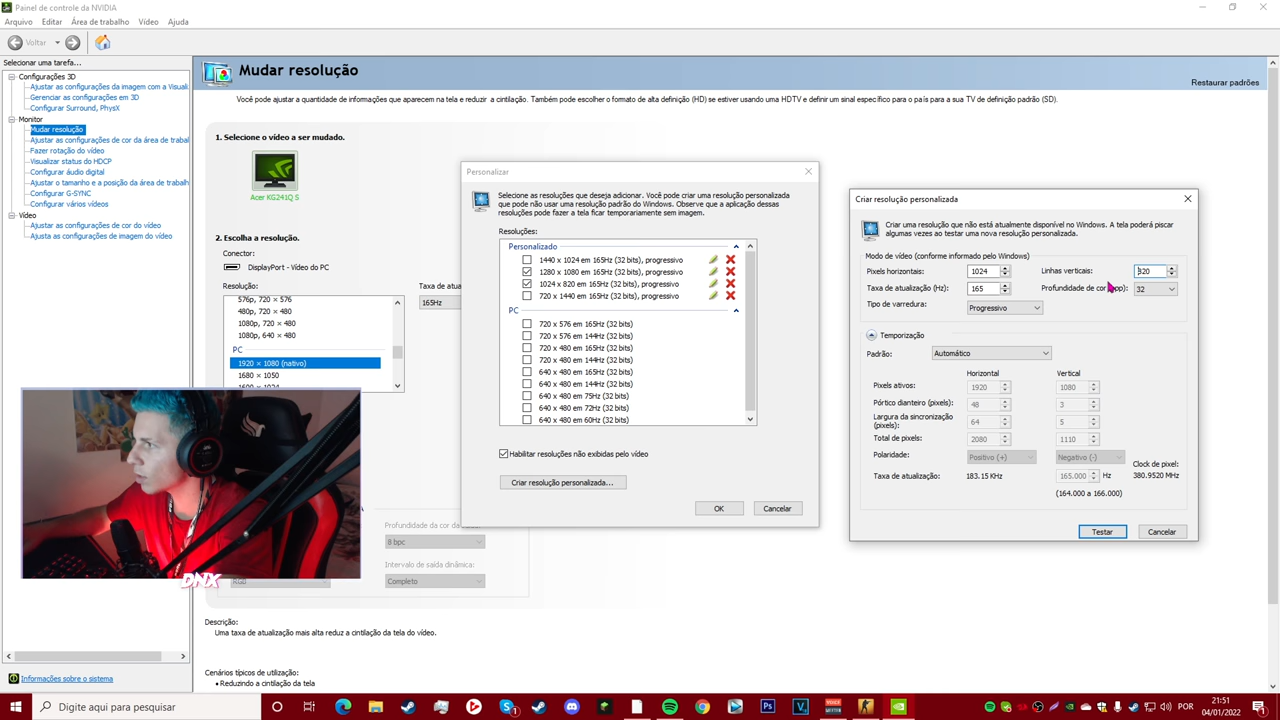 Painel de controle da NVIDIA
Arquivo Editar Área de trabalho Vídeo Ajuda
Voltar
Selecionar uma tarefa...
Configurações 3D
Ajustar as configurações da imagem com a Visuali
Gerenciar as configurações em 3D
Configurar Surround, PhysX
Monitor
Mudar resolução
Ajustar as configurações de cor da área de trabal
Fazer rotação do vídeo
Visualizar status do HDCP
Configurar áudio digital
Ajustar o tamanho e a posição da área de trabalh
Configurar G-SYNC
Configurar vários vídeos
Vídeo
Ajustar as configurações de cor do vídeo
Ajusta as configurações de imagem do vídeo
Informações sobre o sistema
Mudar resolução
Restaurar padrões
Você pode ajustar a quantidade de informações que aparecem na tela e reduzir a cintilação. Também pode escolher o formato de alta definição (HD) se estiver usando uma HDTV e definir um sinal específico para o país para a sua TV de definição padrão (SD).
1. Selecione o vídeo a ser mudado.
Acer KG241Q S
2. Escolha a resolução.
Conector:
DisplayPort - Vídeo do PC
Resolução:
Taxa de atualiza
576p, 720 × 576
165Hz
480p, 720 × 480
1080p, 720 × 480
1080p, 640 × 480
PC
1920 × 1080 (nativo)
1680 × 1050
DNX
Profundidade da cor da
8 bpc
Intervalo de saída dinâmica:
RGB
Completo
Descrição:
Uma taxa de atualização mais alta reduz a cintilação da tela do vídeo.
Cenários típicos de utilização:
• Reduzindo a cintilação da tela
Personalizar
Selecione as resoluções que deseja adicionar. Você pode criar uma resolução personalizada
que pode não usar uma resolução padrão do Windows. Observe que a aplicação dessas
resoluções pode fazer a tela ficar temporariamente sem imagem.
Resoluções:
Personalizado
1440 x 1024 em 165Hz (32 bits), progressivo
1280 x 1080 em 165Hz (32 bits), progressivo
1024 x 820 em 165Hz (32 bits), progressivo
720 x 1440 em 165Hz (32 bits), progressivo
PC
720 x 576 em 165Hz (32 bits)
720 x 576 em 144Hz (32 bits)
720 x 480 em 165Hz (32 bits)
720 x 480 em 144Hz (32 bits)
640 x 480 em 165Hz (32 bits)
640 x 480 em 144Hz (32 bits)
640 x 480 em 75Hz (32 bits)
640 x 480 em 72Hz (32 bits)
640 x 480 em 60Hz (32 bits)
Habilitar resoluções não exibidas pelo vídeo
Criar resolução personalizada...
OK Cancelar
Criar resolução personalizada
Criar uma resolução que não está atualmente disponível no Windows. A tela poderá piscar
algumas vezes ao testar uma nova resolução personalizada.
Modo de vídeo (conforme informado pelo Windows)
Pixels horizontais: 1024 Linhas verticais: 820
Taxa de atualização (Hz): 165 Profundidade de cor (bpp): 32
Tipo de varredura: Progressivo
Temporização
Padrão: Automático
Horizontal Vertical
Pixels ativos: 1920 1080
Pórtico dianteiro (pixels): 48 3
Largura da sincronização
(pixels): 64 5
Total de pixels: 2080 1110
Polaridade: Positivo (+) Negativo (-)
Clock de pixel:
Taxa de atualização: 183.15 KHz 165.000 Hz 380.9520 MHz
(164.000 a 166.000)
Testar Cancelar
Digite aqui para pesquisar
POR
21:51
04/01/2022